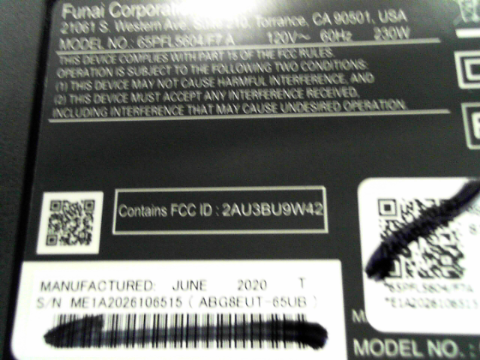 Funai Corporation
21061 S. Western Ave. Suite 210, Torrance, CA 90501, USA
MODEL NO.: 65PFL5604/F7 A 120V~ 60Hz 230W
THIS DEVICE COMPLIES WITH PART 15 OF THE FCC RULES.
OPERATION IS SUBJECT TO THE FOLLOWING TWO CONDITIONS:
(1) THIS DEVICE MAY NOT CAUSE HARMFUL INTERFERENCE, AND
(2) THIS DEVICE MUST ACCEPT ANY INTERFERENCE RECEIVED,
INCLUDING INTERFERENCE THAT MAY CAUSE UNDESIRED OPERATION.
Contains FCC ID : 2AU3BU9W42
MANUFACTURED: JUNE 2020 T
S/N ME1A2026106515 ( ABG8EUT-65UB )
*65PFL5604/F74
*E1A2026106515
MODEL NO. :